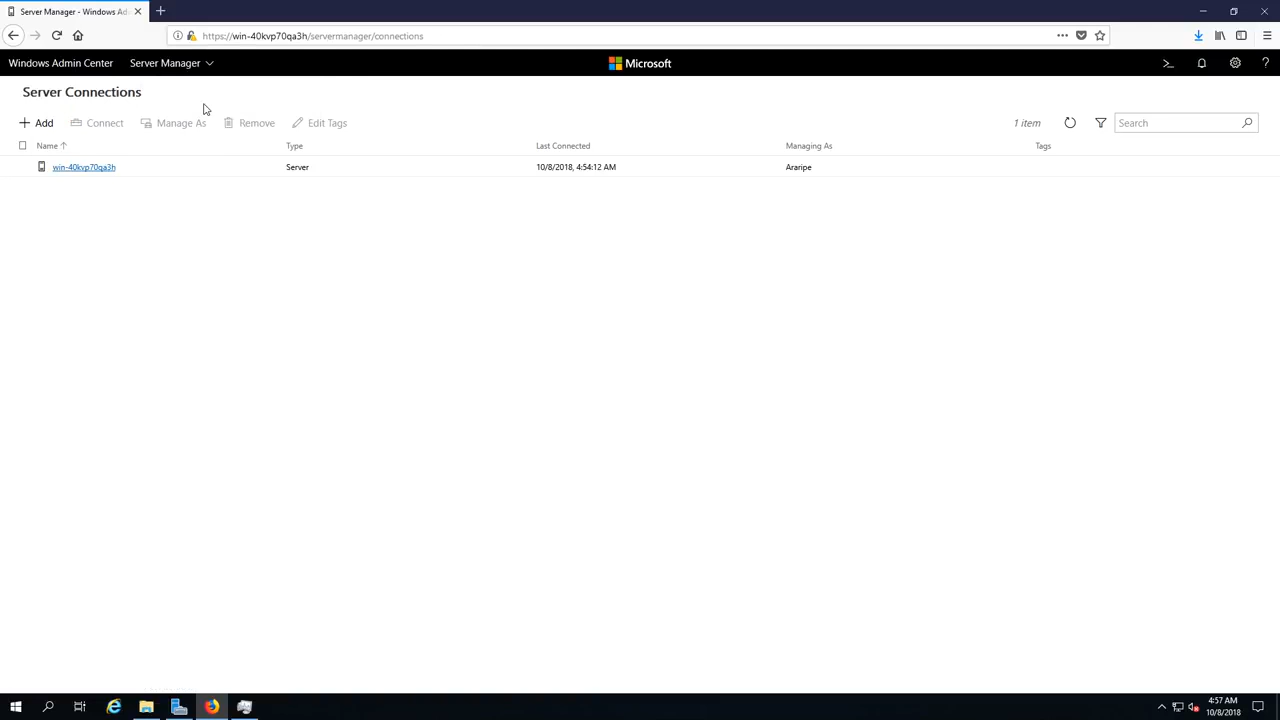 Server Manager - Windows Ad
https://win-40kvp70qa3h/servermanager/connections
Windows Admin Center Server Manager Microsoft ?
Server Connections
Add Connect Manage As Remove Edit Tags 1 item Search
Name Type Last Connected Managing As Tags
win-40kvp70qa3h Server 10/8/2018, 4:54:12 AM Araripe
4:57 AM
10/8/2018